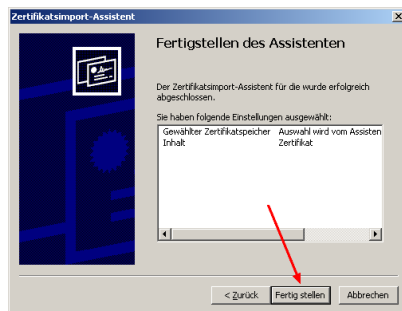 Zertifikatsimport-Assistent
Fertigstellen des Assistenten
Der Zertifikatsimport-Assistent für die wurde erfolgreich
abgeschlossen.
Sie haben folgende Einstellungen ausgewählt:
Gewählter Zertifikatspeicher Auswahl wird vom Assisten
Inhalt Zertifikat
< Zurück Fertig stellen Abbrechen